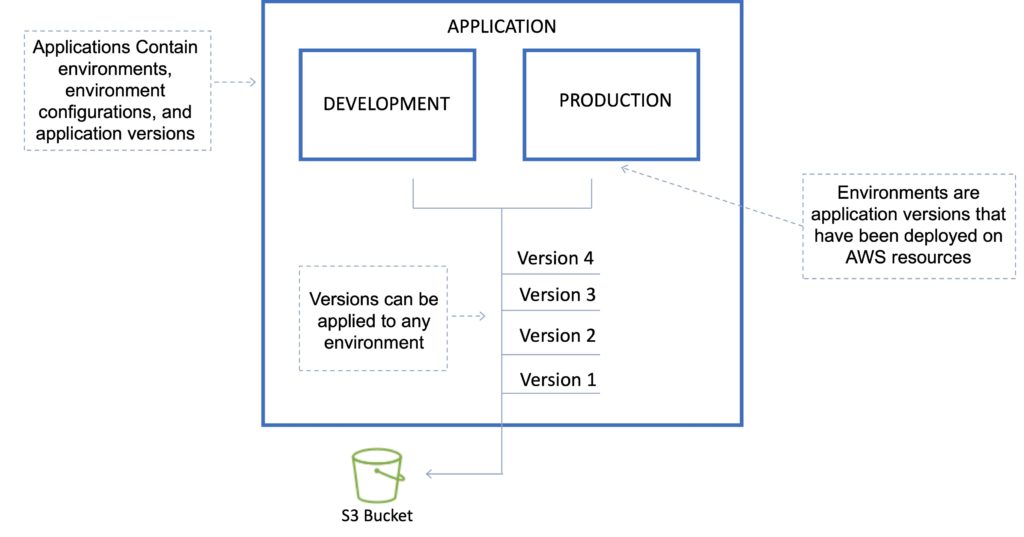 APPLICATION
Applications Contain
environments,
environment
configurations, and
application versions
DEVELOPMENT
PRODUCTION
Environments are
application versions that
have been deployed on
AWS resources
Versions can be
applied to any
environment
Version 4
Version 3
Version 2
Version 1
S3 Bucket